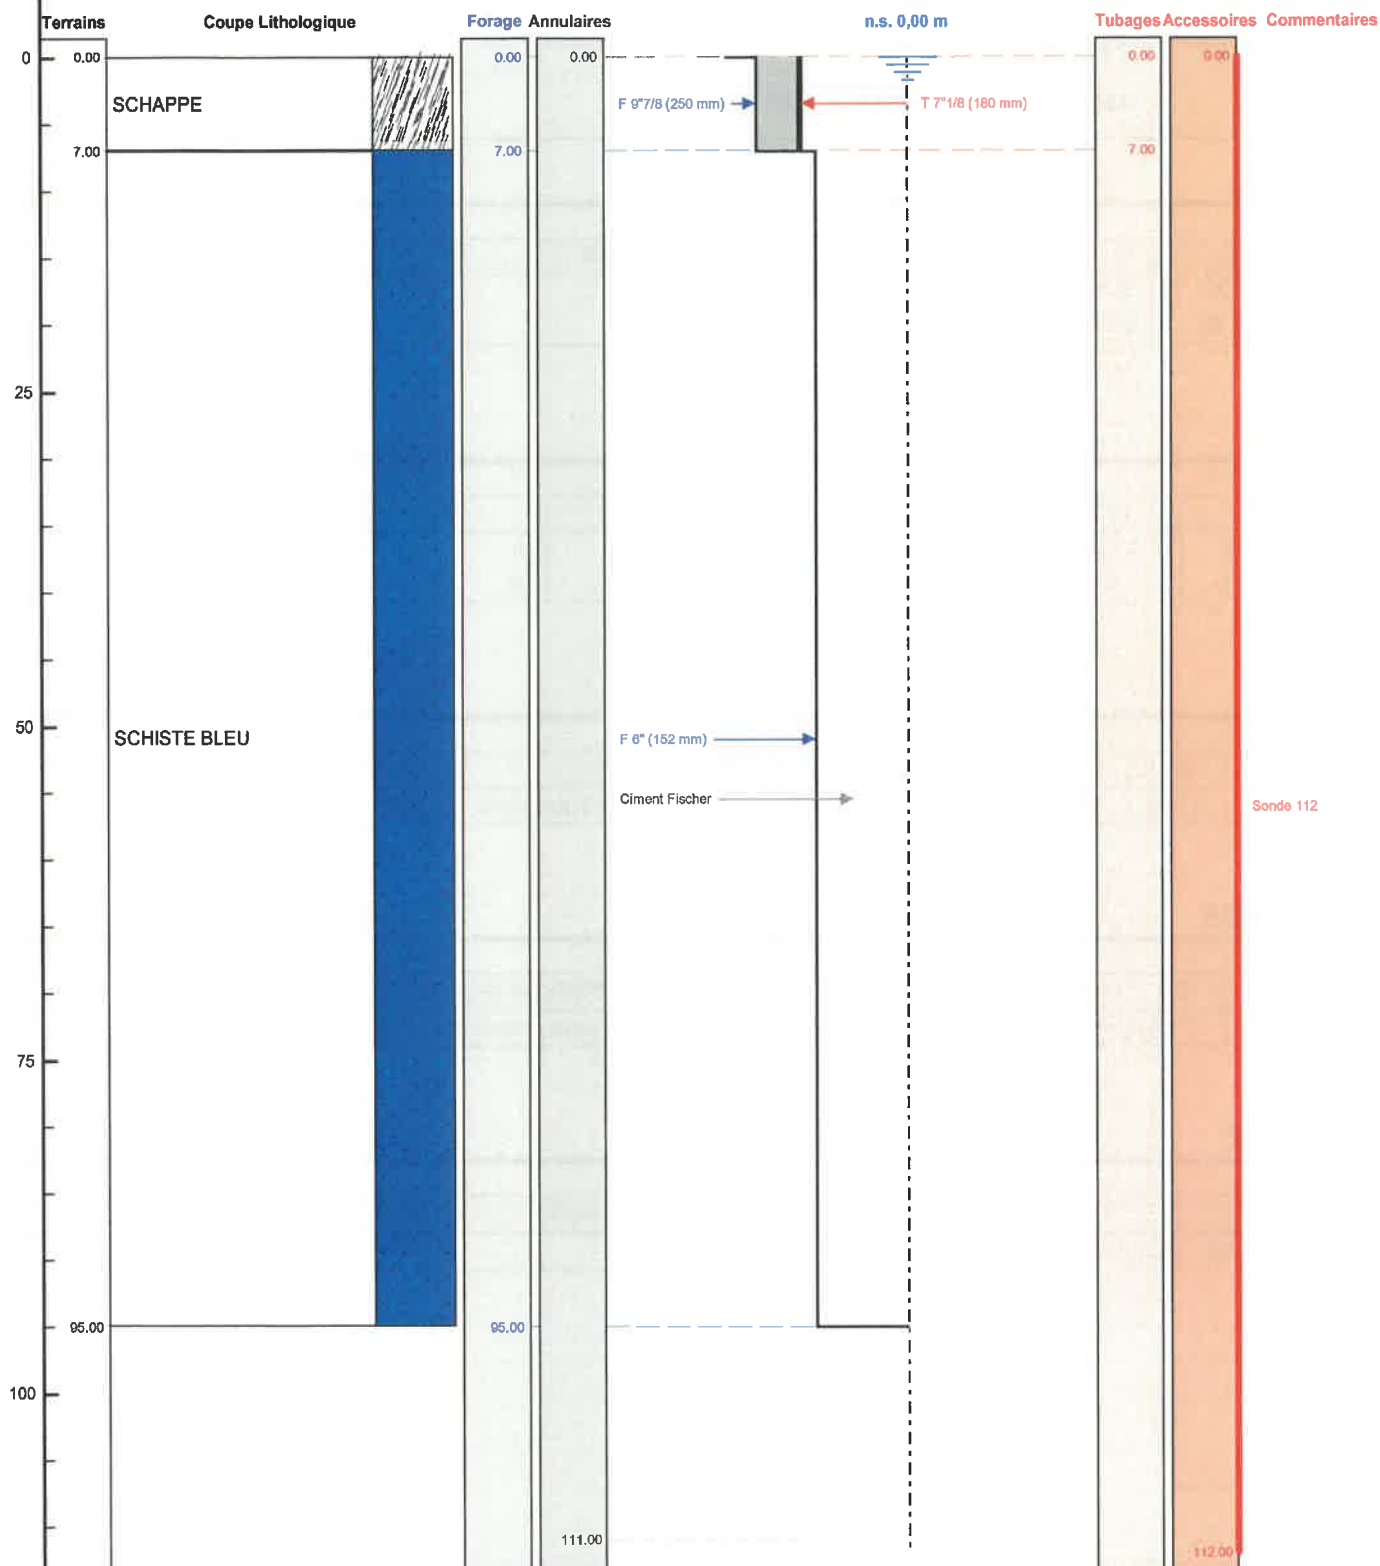 Terrains Coupe Lithologique Forage Annulaires n.s. 0,00 m Tubages Accessoires Commentaires
0 0.00 0.00 0.00 0.00 0.00
SCHAPPE F 9"7/8 (250 mm) T 7"1/8 (180 mm)
7.00 7.00 7.00
25
50
SCHISTE BLEU F 6" (152 mm)
Ciment Fischer Sonde 112
75
95.00 95.00
100
111.00
112.00